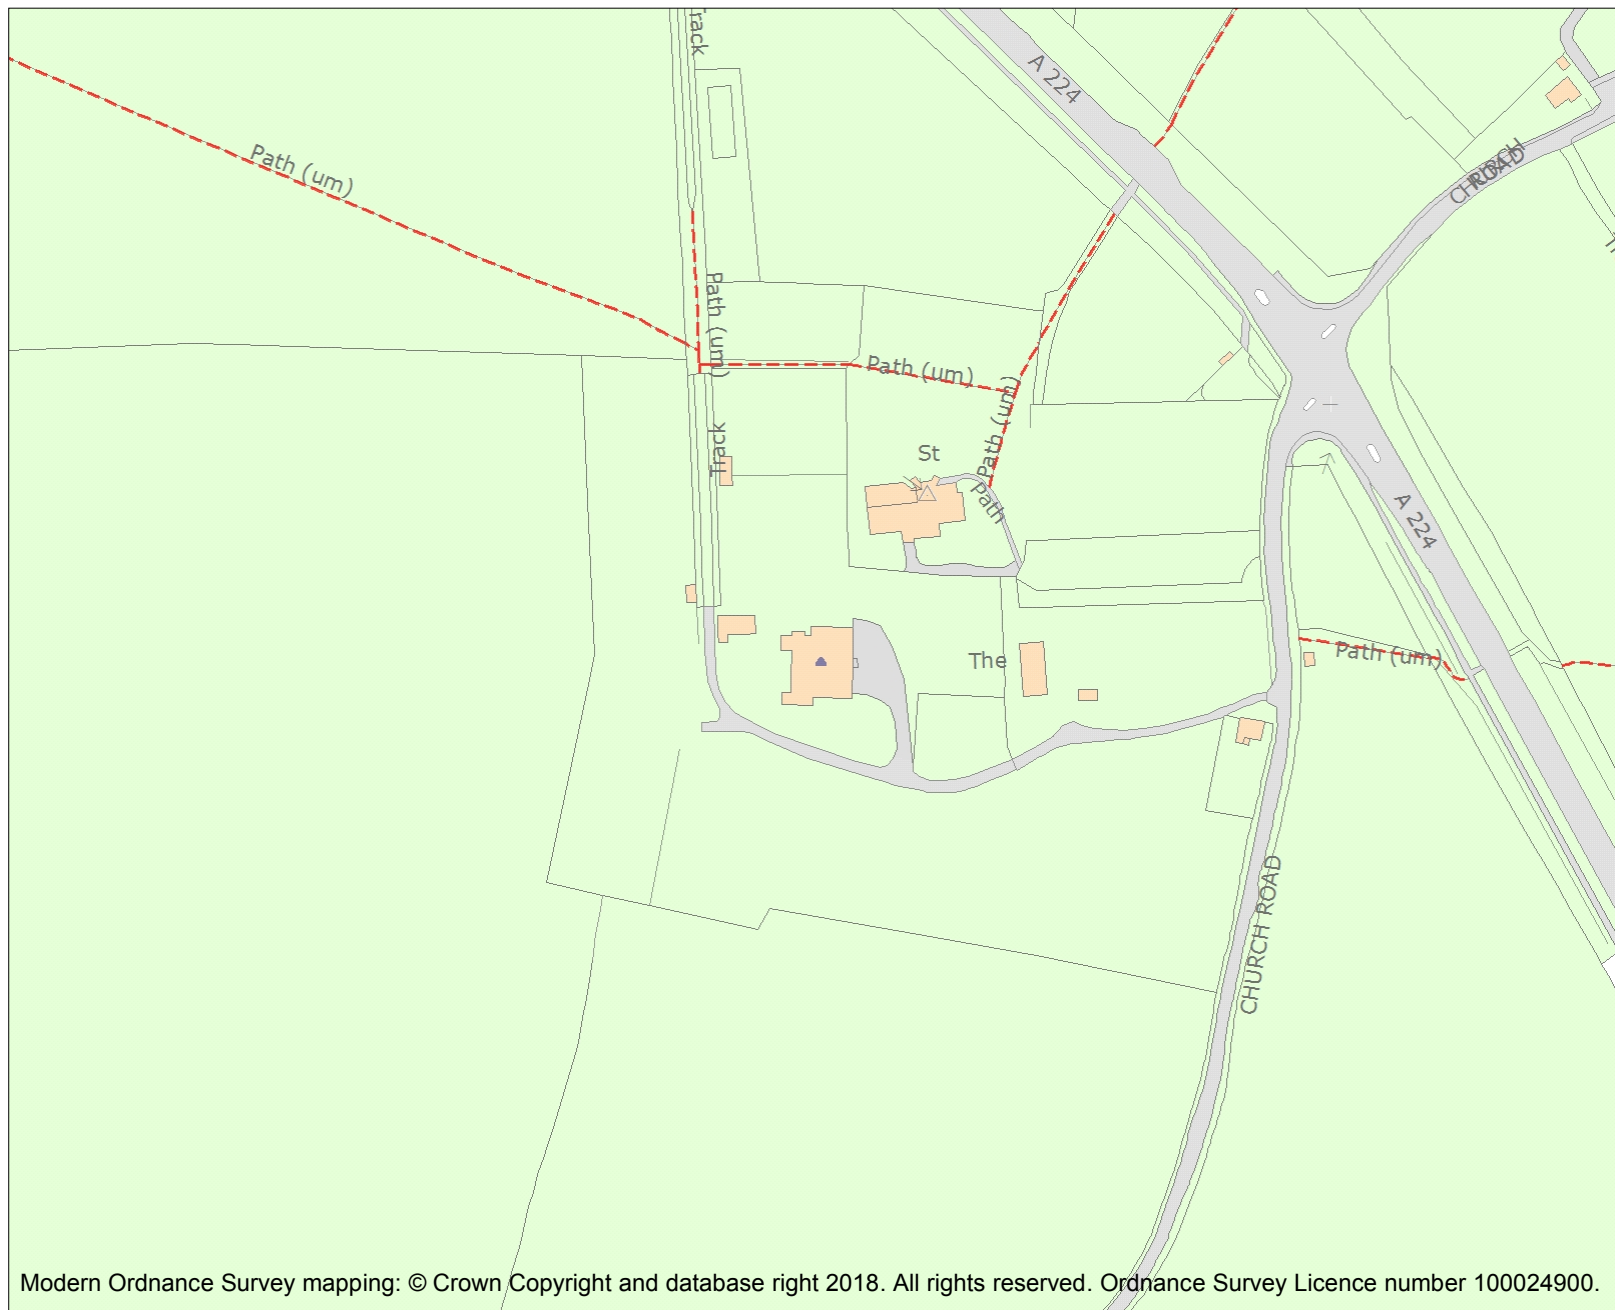 Track
A 224
Path (um)
CHURCH
ROAD
Path (um)
Path (um)
Path (um)
Track
St
Path
A 224
The
Path (um)
CHURCH ROAD
Modern Ordnance Survey mapping: © Crown Copyright and database right 2018. All rights reserved. Ordnance Survey Licence number 100024900.